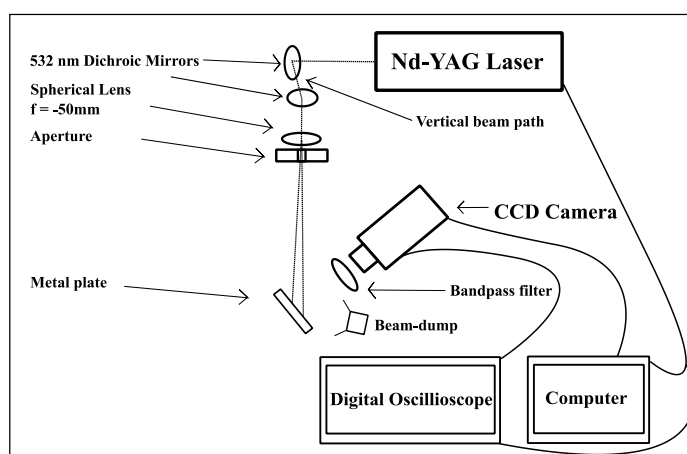 532 nm Dichroic Mirrors
Nd-YAG Laser
Spherical Lens
f = -50mm
Vertical beam path
Aperture
CCD Camera
Metal plate
Bandpass filter
Beam-dump
Digital Oscillioscope
Computer